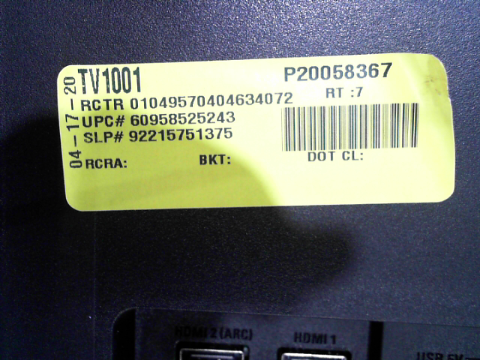 04-17-20
TV1001 P20058367
RCTR 01049570404634072 RT :7
UPC# 60958525243
SLP# 92215751375
RCRA: BKT: DOT CL:
HDMI 2 (ARC) HDMI 1
USB